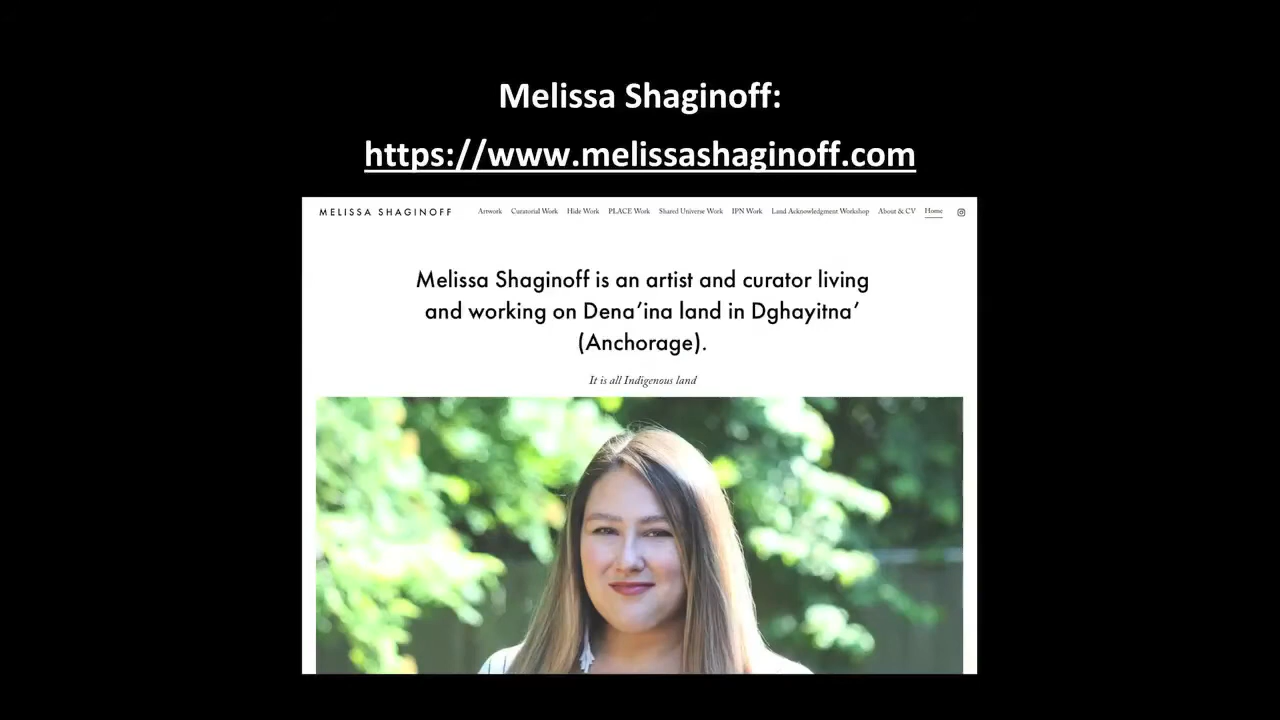 Melissa Shaginoff:
https://www.melissashaginoff.com
MELISSA SHAGINOFF Artwork Curatorial Work Hide Work PLACE Work Shared Universe Work IPN Work Land Acknowledgment Workshop About & CV Home
Melissa Shaginoff is an artist and curator living
and working on Dena’ina land in Dghayitna’
(Anchorage).
It is all Indigenous land